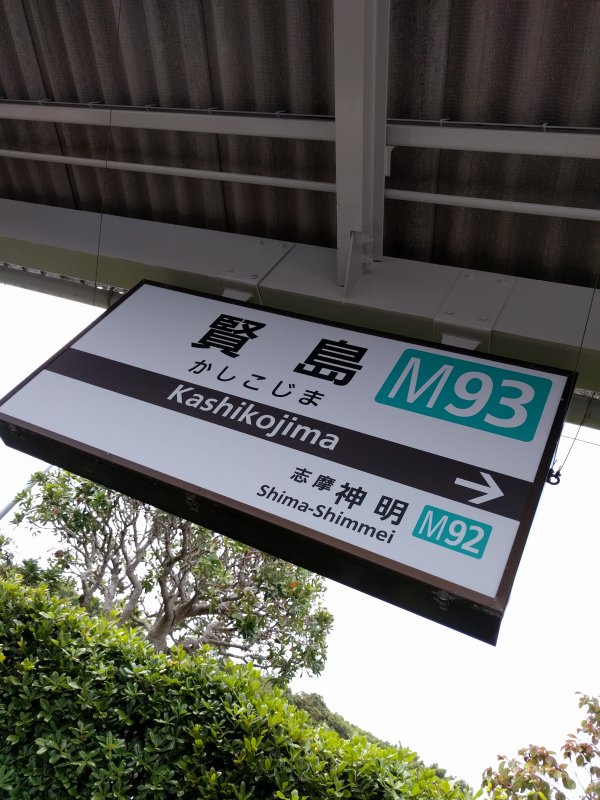 賢島 M93
かしこじま
Kashikojima →
志摩神明 M92
Shima-Shimmei